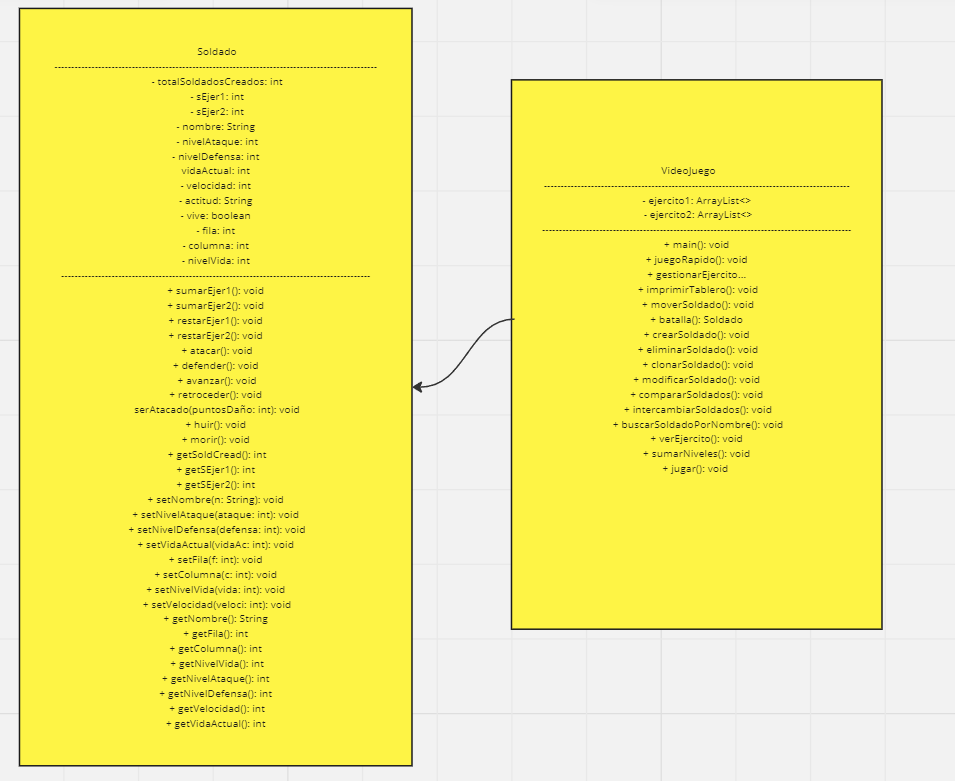 Soldado
- totalSoldadosCreados: int
- sEjer1: int
- sEjer2: int
- nombre: String
- nivelAtaque: int
- nivelDefensa: int
vidaActual: int
- velocidad: int
- actitud: String
- vive: boolean
- fila: int
- columna: int
- nivelVida: int
+ sumarEjer1(): void
+ sumarEjer2(): void
+ restarEjer1(): void
+ restarEjer2(): void
+ atacar(): void
+ defender(): void
+ avanzar(): void
+ retroceder(): void
serAtacado(puntosDaño: int): void
+ huir(): void
+ morir(): void
+ getSoldCread(): int
+ getSEjer1(): int
+ getSEjer2(): int
+ setNombre(n: String): void
+ setNivelAtaque(ataque: int): void
+ setNivelDefensa(defensa: int): void
+ setVidaActual(vidaAc: int): void
+ setFila(f: int): void
+ setColumna(c: int): void
+ setNivelVida(vida: int): void
+ setVelocidad(veloci: int): void
+ getNombre(): String
+ getFila(): int
+ getColumna(): int
+ getNivelVida(): int
+ getNivelAtaque(): int
+ getNivelDefensa(): int
+ getVelocidad(): int
+ getVidaActual(): int
VideoJuego
- ejercito1: ArrayList<>
- ejercito2: ArrayList<>
+ main(): void
+ juegoRapido(): void
+ gestionarEjercito...
+ imprimirTablero(): void
+ moverSoldado(): void
+ batalla(): Soldado
+ crearSoldado(): void
+ eliminarSoldado(): void
+ clonarSoldado(): void
+ modificarSoldado(): void
+ compararSoldados(): void
+ intercambiarSoldados(): void
+ buscarSoldadoPorNombre(): void
+ verEjercito(): void
+ sumarNiveles(): void
+ jugar(): void